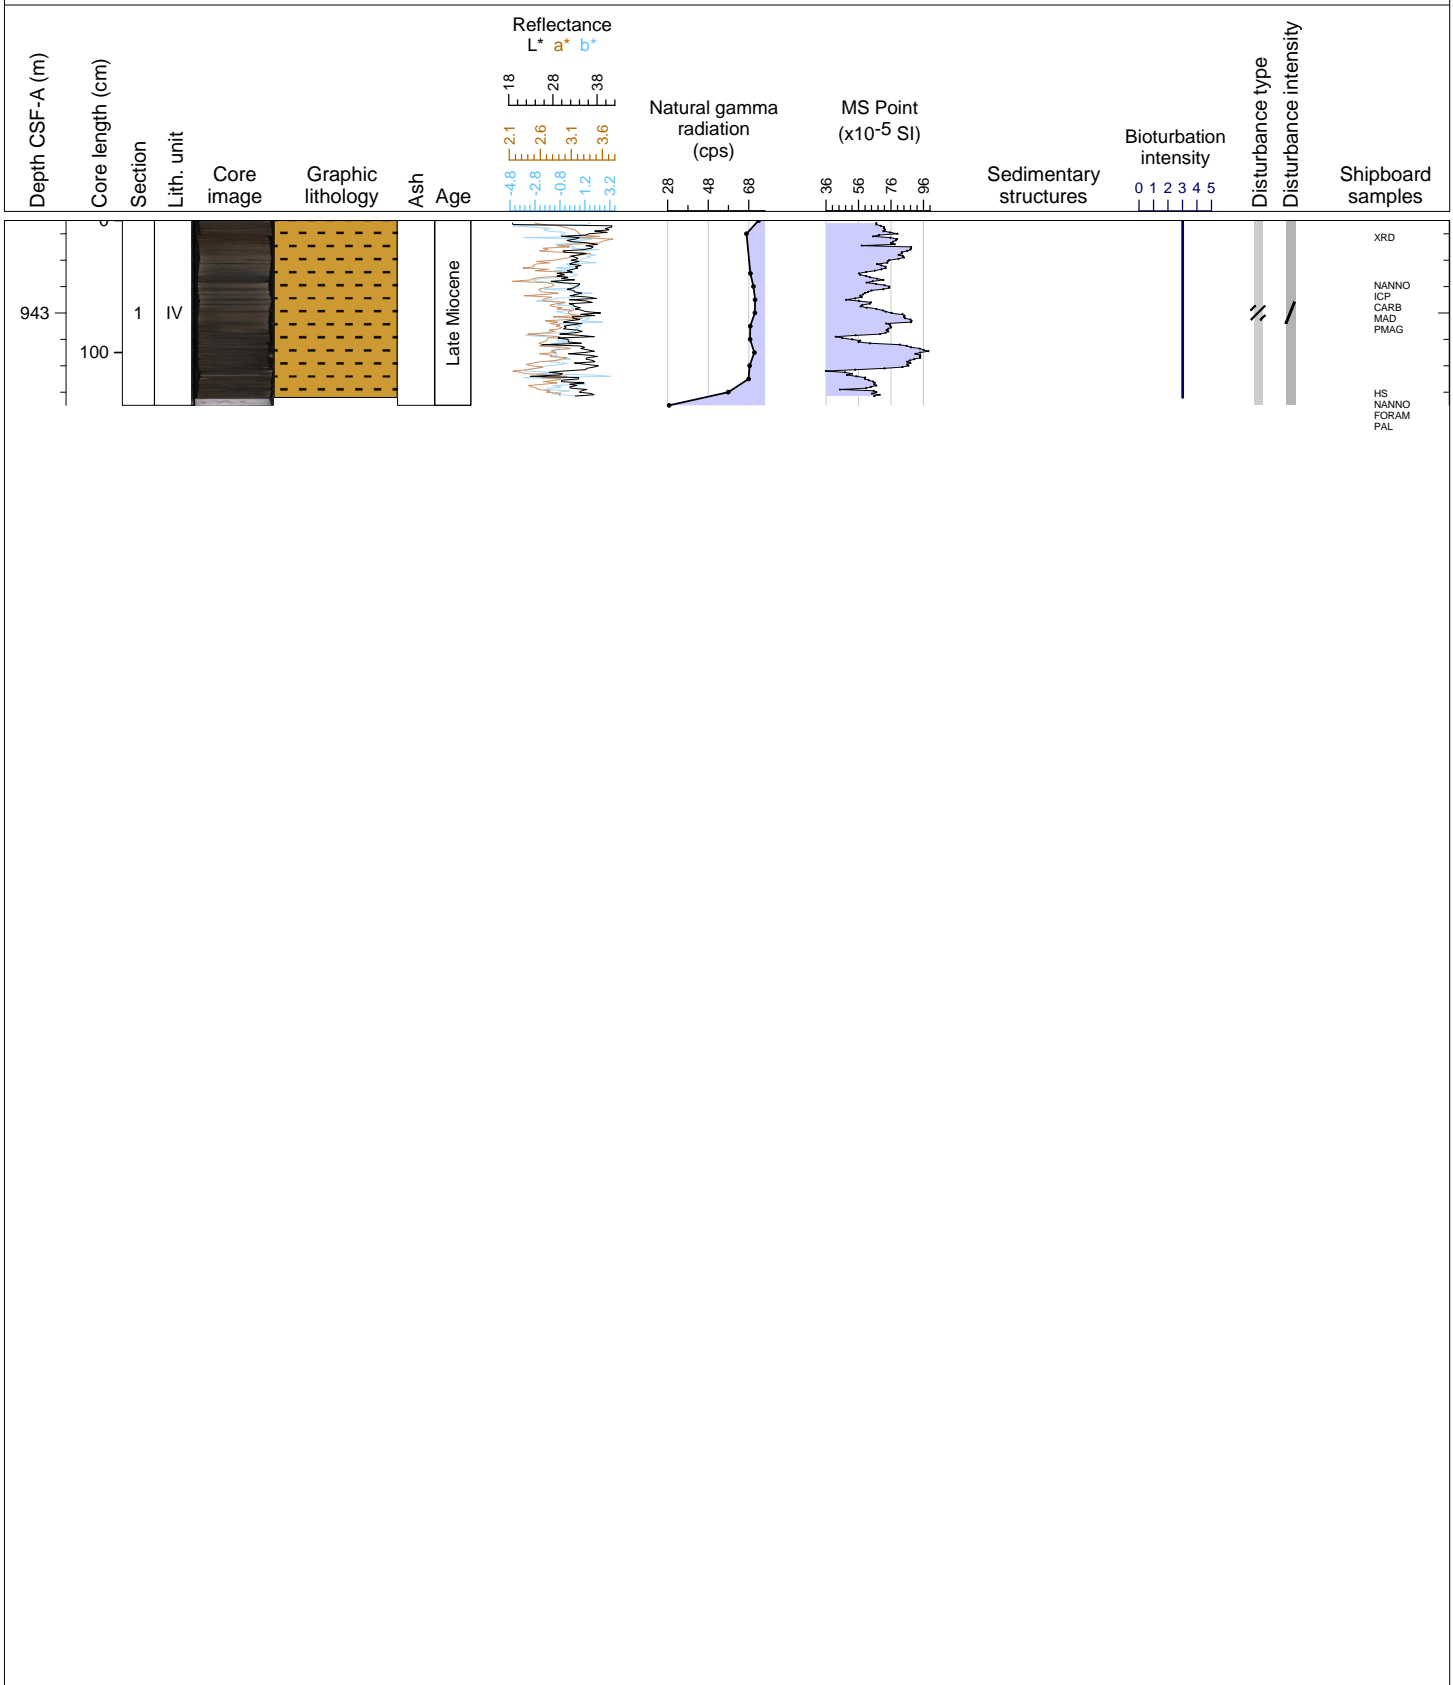 Depth CSF-A (m)
Core length (cm)
Section
Lith. unit
Core
image
Graphic
lithology
Ash
Age
Reflectance
L* a* b*
18 28 38
2.1 2.6 3.1 3.6
-4.8 -2.8 -0.8 1.2 3.2
Natural gamma
radiation
(cps)
28 48 68
MS Point
(x10-5 SI)
36 56 76 96
Sedimentary
structures
Bioturbation
intensity
0 1 2 3 4 5
Disturbance type
Disturbance intensity
Shipboard
samples
0
943
100
1
IV
Late Miocene
XRD
NANNO
ICP
CARB
MAD
PMAG
HS
NANNO
FORAM
PAL